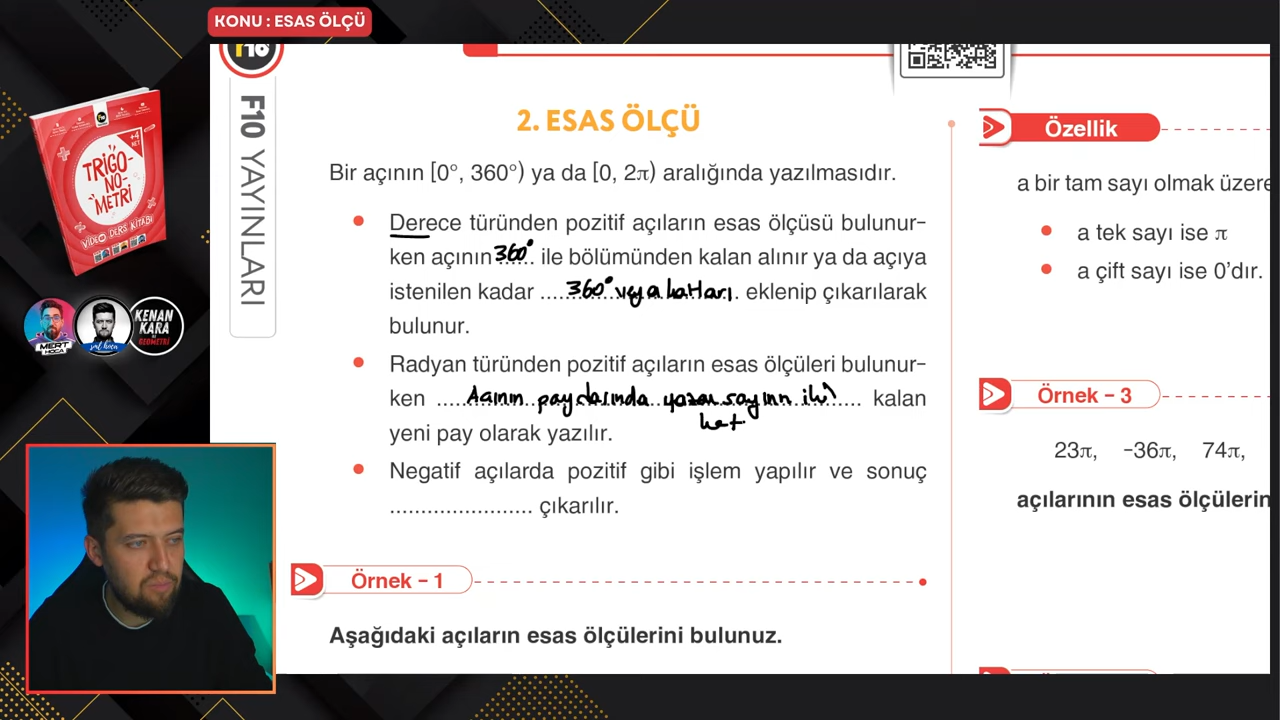 KONU : ESAS ÖLÇÜ
F10 YAYINLARI
TRİGO
NO
METRİ
+4 NET
VİDEO DERS KİTABI
MERT HOCA
KENAN KARA
GEOMETRİ
2. ESAS ÖLÇÜ
Bir açının [0°, 360°) ya da [0, 2π) aralığında yazılmasıdır.
• Derece türünden pozitif açıların esas ölçüsü bulunur-
ken açının 360° ile bölümünden kalan alınır ya da açıya
istenilen kadar 360° veya katları eklenip çıkarılarak
bulunur.
• Radyan türünden pozitif açıların esas ölçüleri bulunur-
ken Açının paydasında yazan sayının iki kalan
kat
yeni pay olarak yazılır.
• Negatif açılarda pozitif gibi işlem yapılır ve sonuç
....................... çıkarılır.
Örnek – 1
Aşağıdaki açıların esas ölçülerini bulunuz.
Özellik
a bir tam sayı olmak üzere
• a tek sayı ise π
• a çift sayı ise 0'dır.
Örnek – 3
23π, –36π, 74π,
açılarının esas ölçülerin